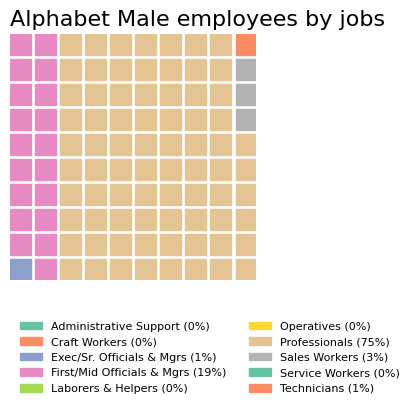 Alphabet Male employees by jobs
Administrative Support (0%)
Craft Workers (0%)
Exec/Sr. Officials & Mgrs (1%)
First/Mid Officials & Mgrs (19%)
Laborers & Helpers (0%)
Operatives (0%)
Professionals (75%)
Sales Workers (3%)
Service Workers (0%)
Technicians (1%)